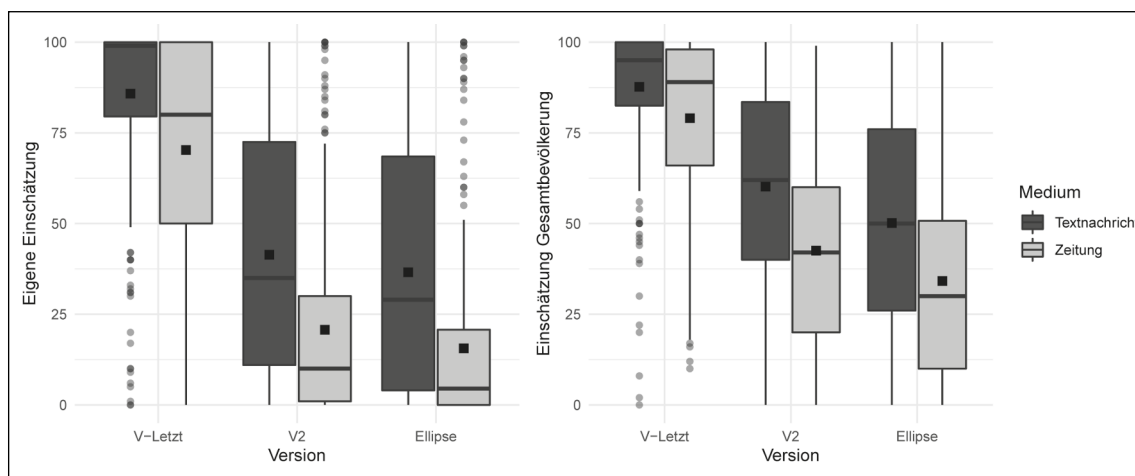 Eigene Einschätzung
100
75
50
25
0
V−Letzt
V2
Ellipse
Version
Einschätzung Gesamtbevölkerung
100
75
50
25
0
V−Letzt
V2
Ellipse
Version
Medium
Textnachrich
Zeitung